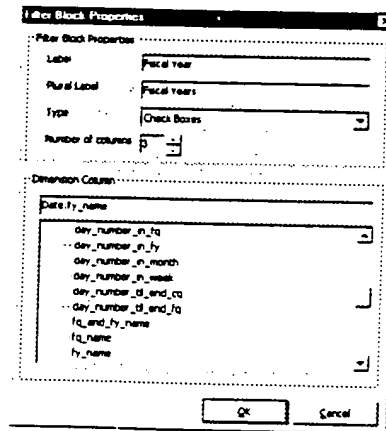 Filter Block Properties
Filter Block Properties
Label
Fiscal Year
Plural Label
Fiscal Years
Type
Check Boxes
Number of columns
3
Dimension Column
Date.fy_name
day_number_in_fq
day_number_in_fy
day_number_in_month
day_number_in_week
day_number_til_end_cq
day_number_til_end_fq
fq_and_fy_name
fq_name
fy_name
OK
Cancel